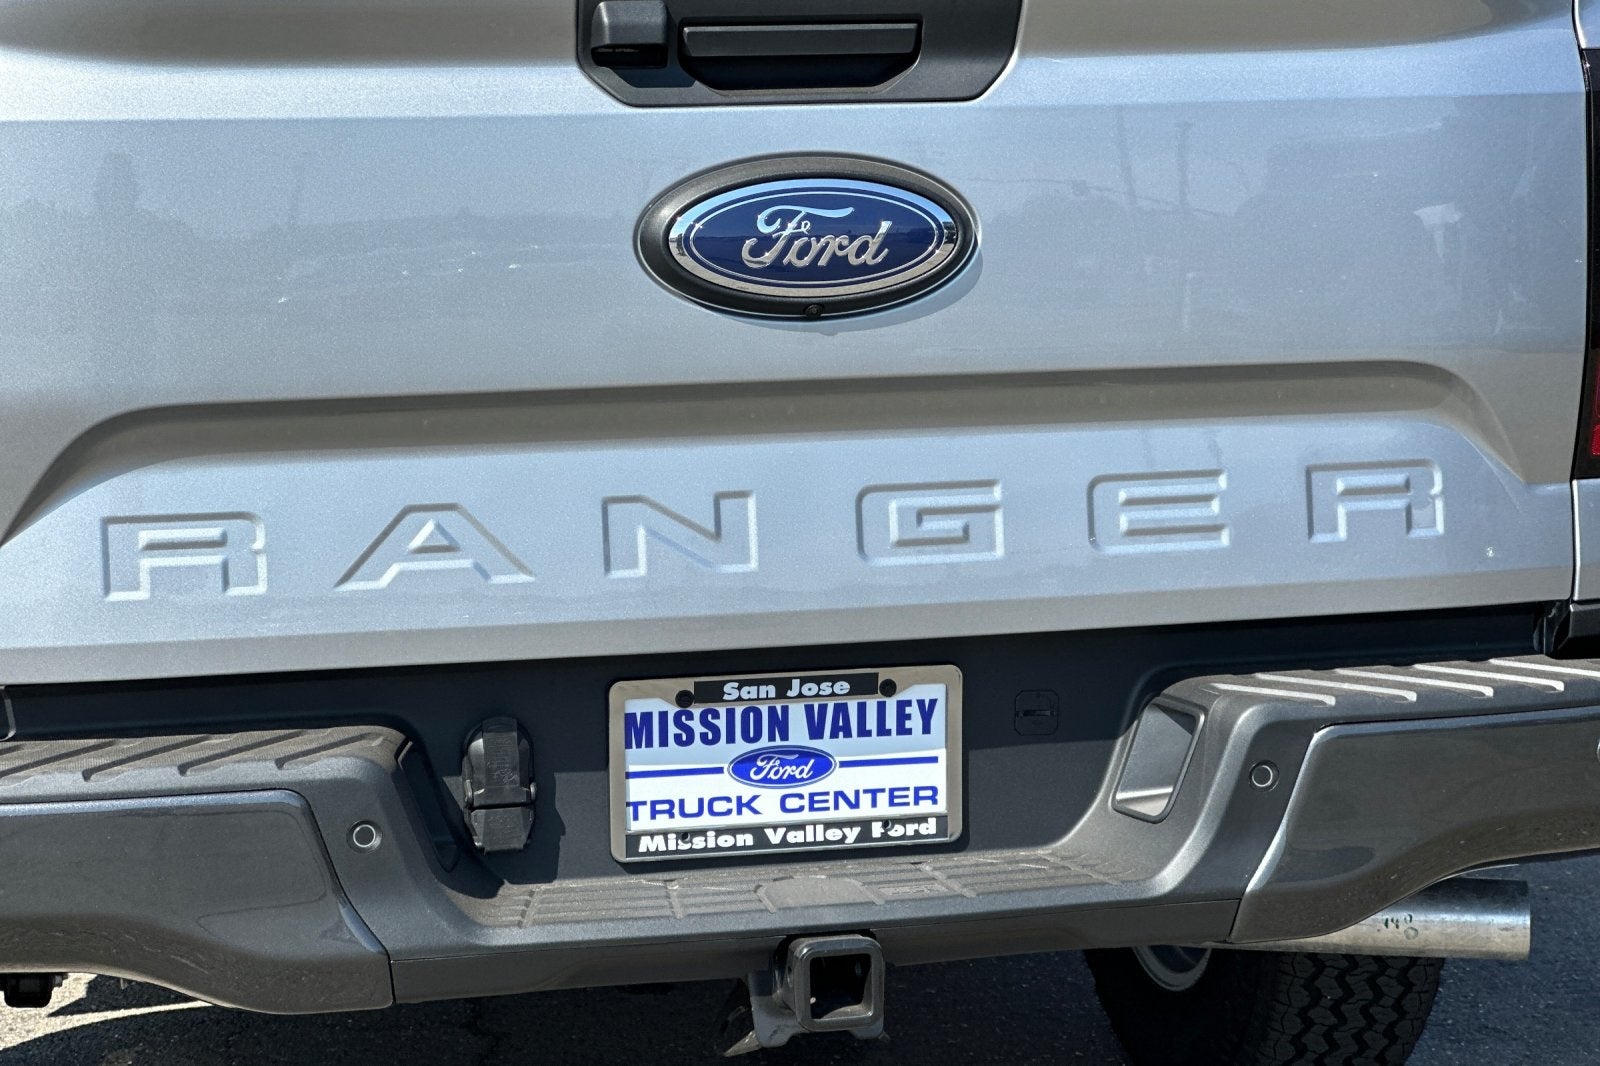 Ford
RANGER
San Jose
MISSION VALLEY
Ford
TRUCK CENTER
Mission Valley Ford